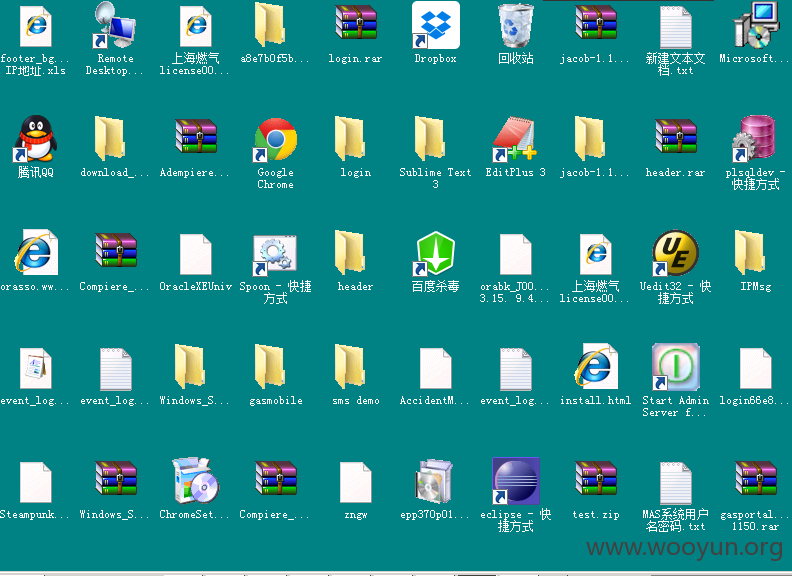 footer_bg... Remote 上海燃气 a8e7b0f5b... login.rar Dropbox 回收站 jacob-1.1... 新建文本文 Microsoft...
IP地址.xls Desktop... license00... 档.txt
腾讯QQ download_... Adempiere... Google login Sublime Text EditPlus 3 jacob-1.1... header.rar plsqldev -
Chrome 3 快捷方式
orasso.ww... Compiere_... OracleXEUniv Spoon - 快捷 header 百度杀毒 orabk_J00... 上海燃气 Uedit32 - 快 IPMsg
方式 3.15. 9.4... license00... 捷方式
event_log... event_log... Windows_S... gasmobile sms demo AccidentM... event_log... install.html Start Admin login66e8...
Server f...
Steampunk... Windows_S... ChromeSet... Compiere_... zngw epp370p01... eclipse - 快 test.zip MAS系统用户 gasportal...
捷方式 名密码.txt 1150.rar
www.wooyun.org